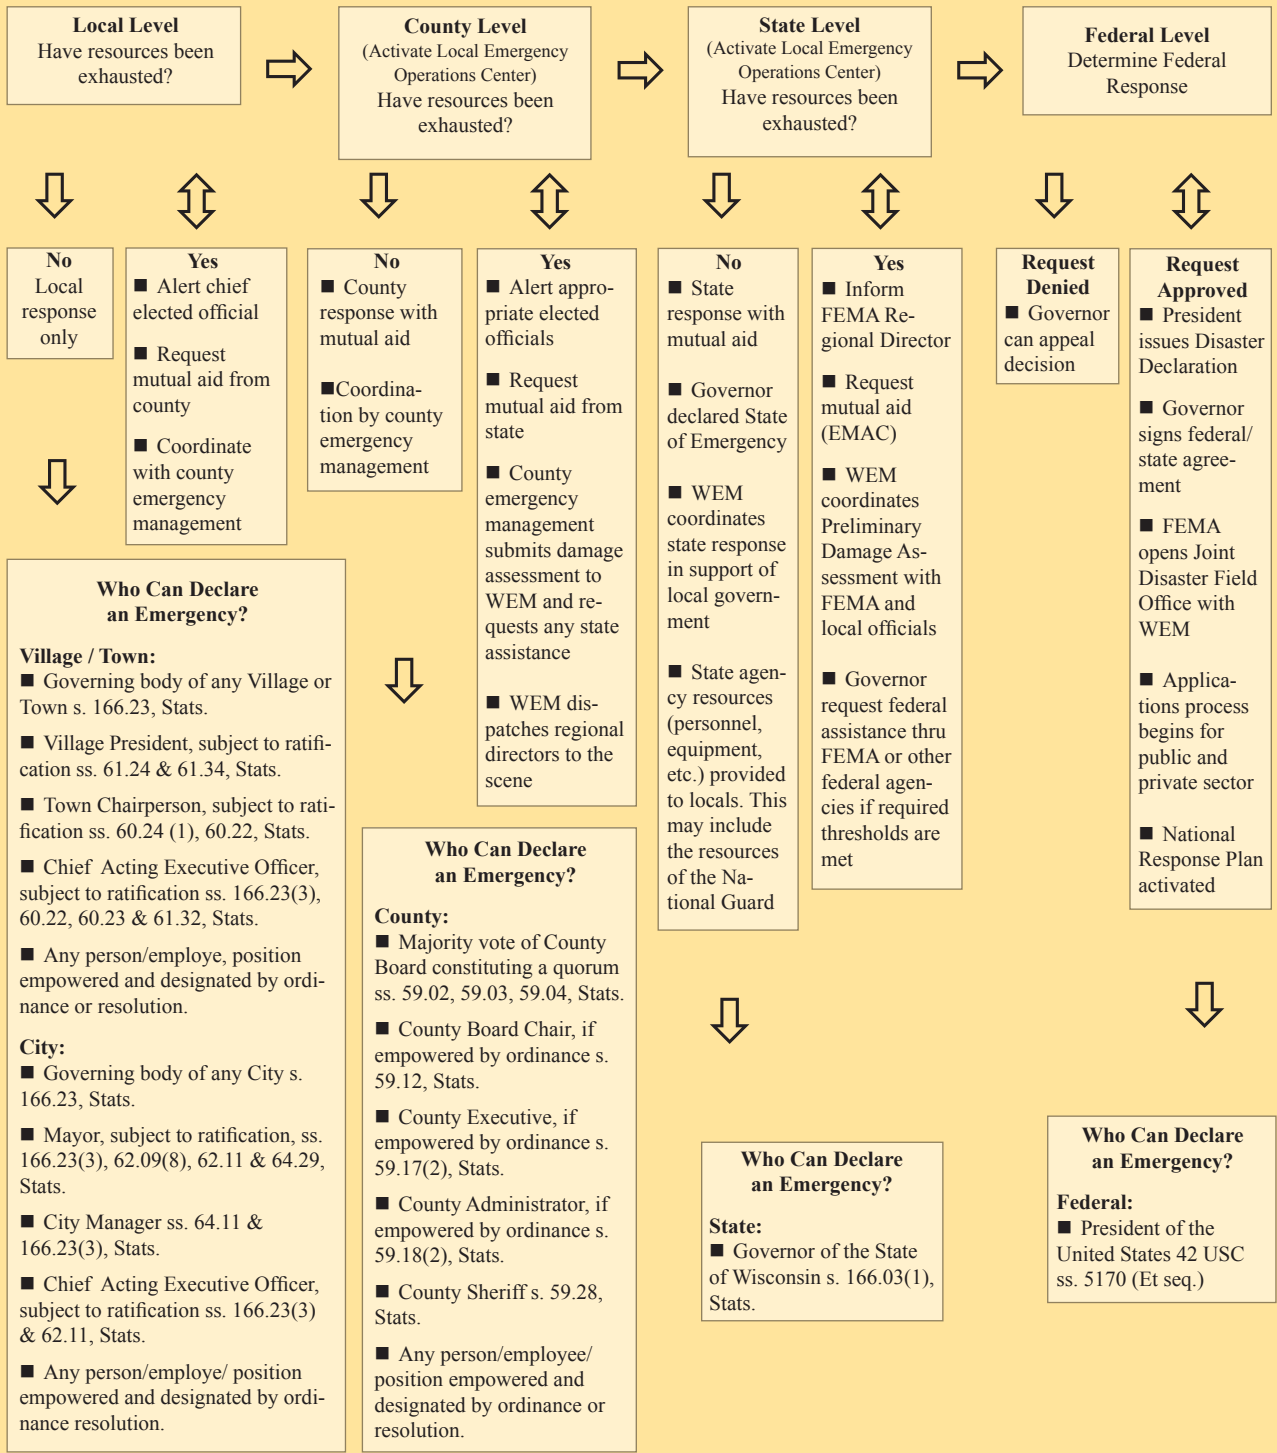 Local Level
Have resources been
exhausted?
County Level
(Activate Local Emergency
Operations Center)
Have resources been
exhausted?
State Level
(Activate Local Emergency
Operations Center)
Have resources been
exhausted?
Federal Level
Determine Federal
Response
No
Local
response
only
Yes
■ Alert chief
elected official
■ Request
mutual aid from
county
■ Coordinate
with county
emergency
management
No
■ County
response with
mutual aid
■Coordina-
tion by county
emergency
management
Yes
■ Alert appro-
priate elected
officials
■ Request
mutual aid from
state
■ County
emergency
management
submits damage
assessment to
WEM and re-
quests any state
assistance
■ WEM dis-
patches regional
directors to the
scene
No
■ State
response with
mutual aid
■ Governor
declared State
of Emergency
■ WEM
coordinates
state response
in support of
local govern-
ment
■ State agen-
cy resources
(personnel,
equipment,
etc.) provided
to locals. This
may include
the resources
of the Na-
tional Guard
Yes
■ Inform
FEMA Re-
gional Director
■ Request
mutual aid
(EMAC)
■ WEM
coordinates
Preliminary
Damage As-
sessment with
FEMA and
local officials
■ Governor
request federal
assistance thru
FEMA or other
federal agen-
cies if required
thresholds are
met
Request
Denied
■ Governor
can appeal
decision
Request
Approved
■ President
issues Disaster
Declaration
■ Governor
signs federal/
state agree-
ment
■ FEMA
opens Joint
Disaster Field
Office with
WEM
■ Applica-
tions process
begins for
public and
private sector
■ National
Response Plan
activated
Who Can Declare
an Emergency?
Village / Town:
■ Governing body of any Village or
Town s. 166.23, Stats.
■ Village President, subject to ratifi-
cation ss. 61.24 & 61.34, Stats.
■ Town Chairperson, subject to rati-
fication ss. 60.24 (1), 60.22, Stats.
■ Chief Acting Executive Officer,
subject to ratification ss. 166.23(3),
60.22, 60.23 & 61.32, Stats.
■ Any person/employe, position
empowered and designated by ordi-
nance or resolution.
City:
■ Governing body of any City s.
166.23, Stats.
■ Mayor, subject to ratification, ss.
166.23(3), 62.09(8), 62.11 & 64.29,
Stats.
■ City Manager ss. 64.11 &
166.23(3), Stats.
■ Chief Acting Executive Officer,
subject to ratification ss. 166.23(3)
& 62.11, Stats.
■ Any person/employe/ position
empowered and designated by ordi-
nance resolution.
Who Can Declare
an Emergency?
County:
■ Majority vote of County
Board constituting a quorum
ss. 59.02, 59.03, 59.04, Stats.
■ County Board Chair, if
empowered by ordinance s.
59.12, Stats.
■ County Executive, if
empowered by ordinance s.
59.17(2), Stats.
■ County Administrator, if
empowered by ordinance s.
59.18(2), Stats.
■ County Sheriff s. 59.28,
Stats.
■ Any person/employee/
position empowered and
designated by ordinance or
resolution.
Who Can Declare
an Emergency?
State:
■ Governor of the State
of Wisconsin s. 166.03(1),
Stats.
Who Can Declare
an Emergency?
Federal:
■ President of the
United States 42 USC
ss. 5170 (Et seq.)